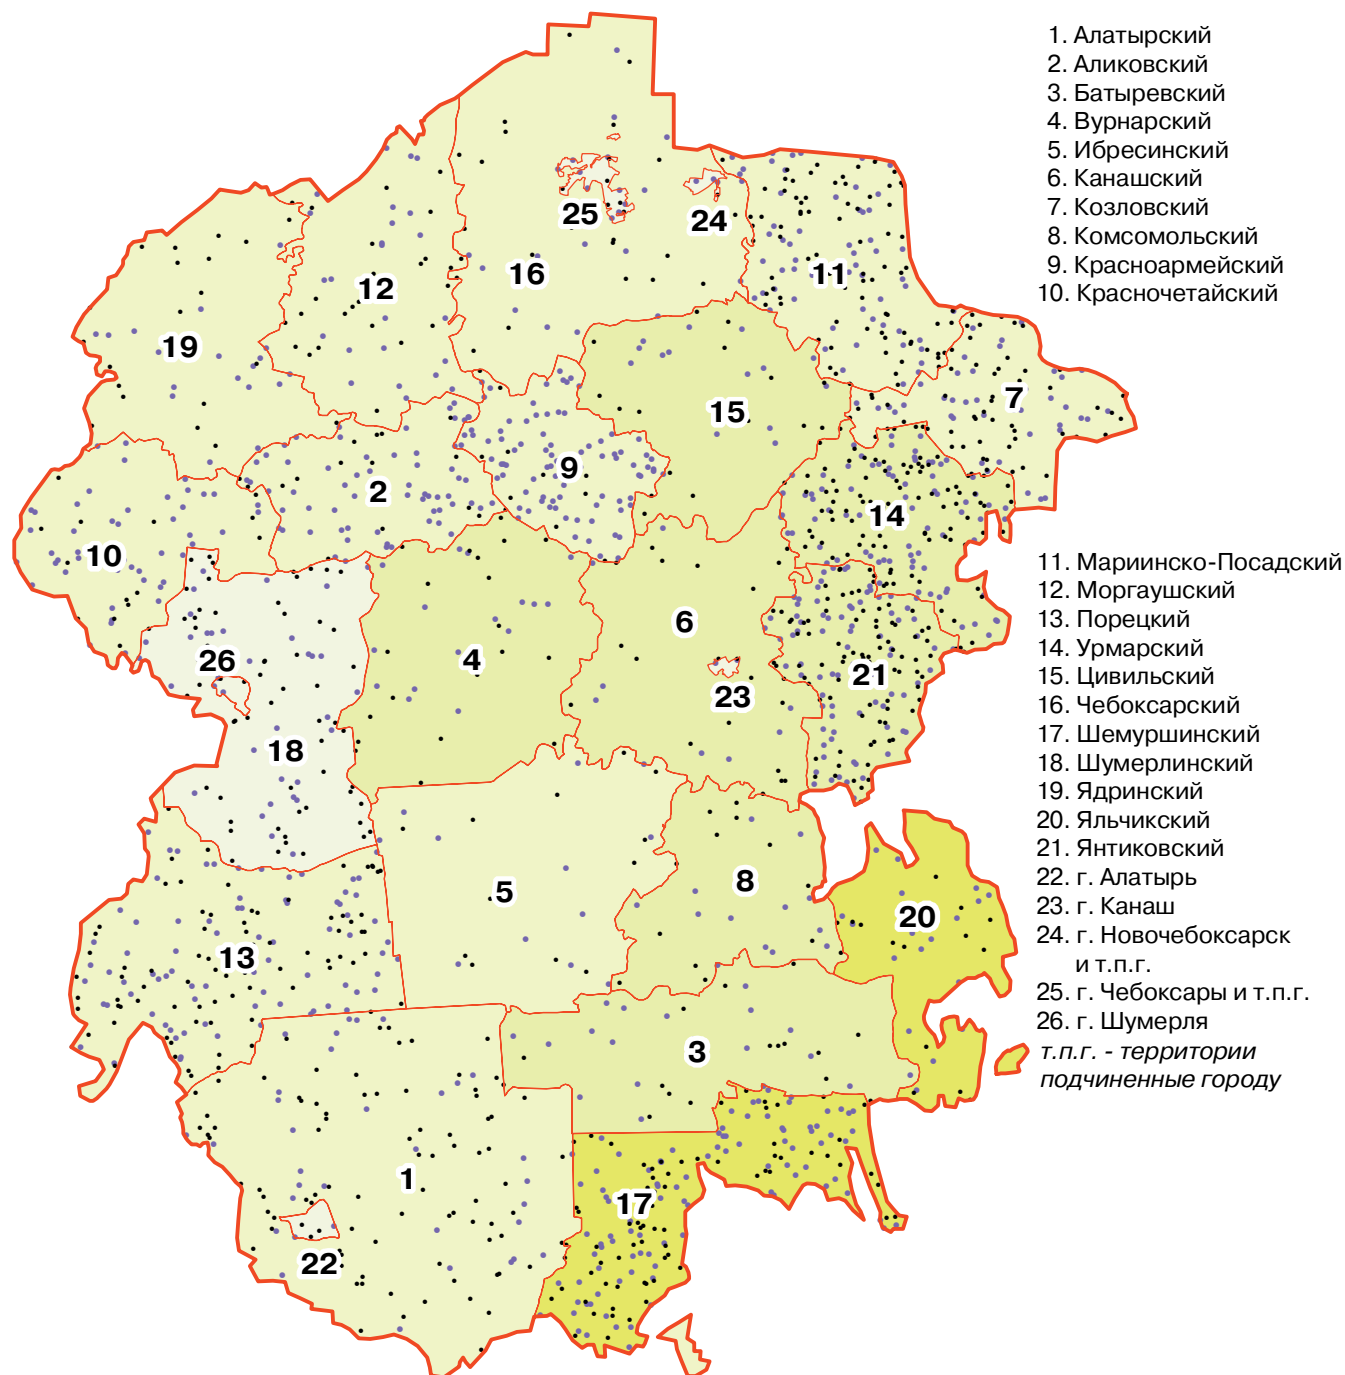 1. Алатырский
2. Аликовский
3. Батыревский
4. Вурнарский
5. Ибресинский
6. Канашский
7. Козловский
8. Комсомольский
9. Красноармейский
10. Красночетайский
11. Мариинско-Посадский
12. Моргаушский
13. Порецкий
14. Урмарский
15. Цивильский
16. Чебоксарский
17. Шемуршинский
18. Шумерлинский
19. Ядринский
20. Яльчикский
21. Янтиковский
22. г. Алатырь
23. г. Канаш
24. г. Новочебоксарск
и т.п.г.
25. г. Чебоксары и т.п.г.
26. г. Шумерля
т.п.г. - территории
подчиненные городу
25
24
16
11
12
19
7
15
9
2
14
10
6
26
4
21
23
18
8
5
20
13
3
1
17
22